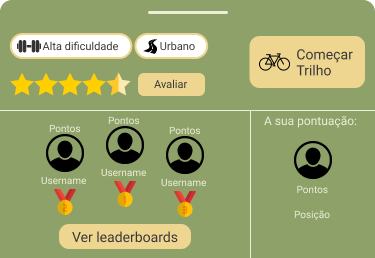 Alta dificuldade
Urbano
Começar
Trilho
Avaliar
Pontos
Pontos
Pontos
Username
Username
Username
Ver leaderboards
A sua pontuação:
Pontos
Posição